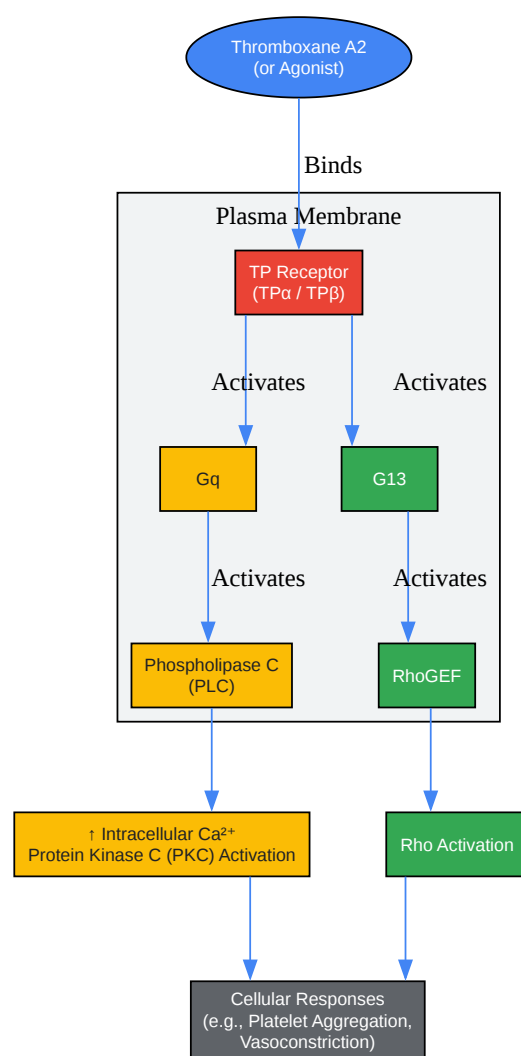 Thromboxane A2
(or Agonist)
Binds
Plasma Membrane
TP Receptor
(TPα / TPβ)
Activates
Activates
Gq
G13
Activates
Activates
Phospholipase C
(PLC)
RhoGEF
↑ Intracellular Ca²⁺
Protein Kinase C (PKC) Activation
Rho Activation
Cellular Responses
(e.g., Platelet Aggregation,
Vasoconstriction)